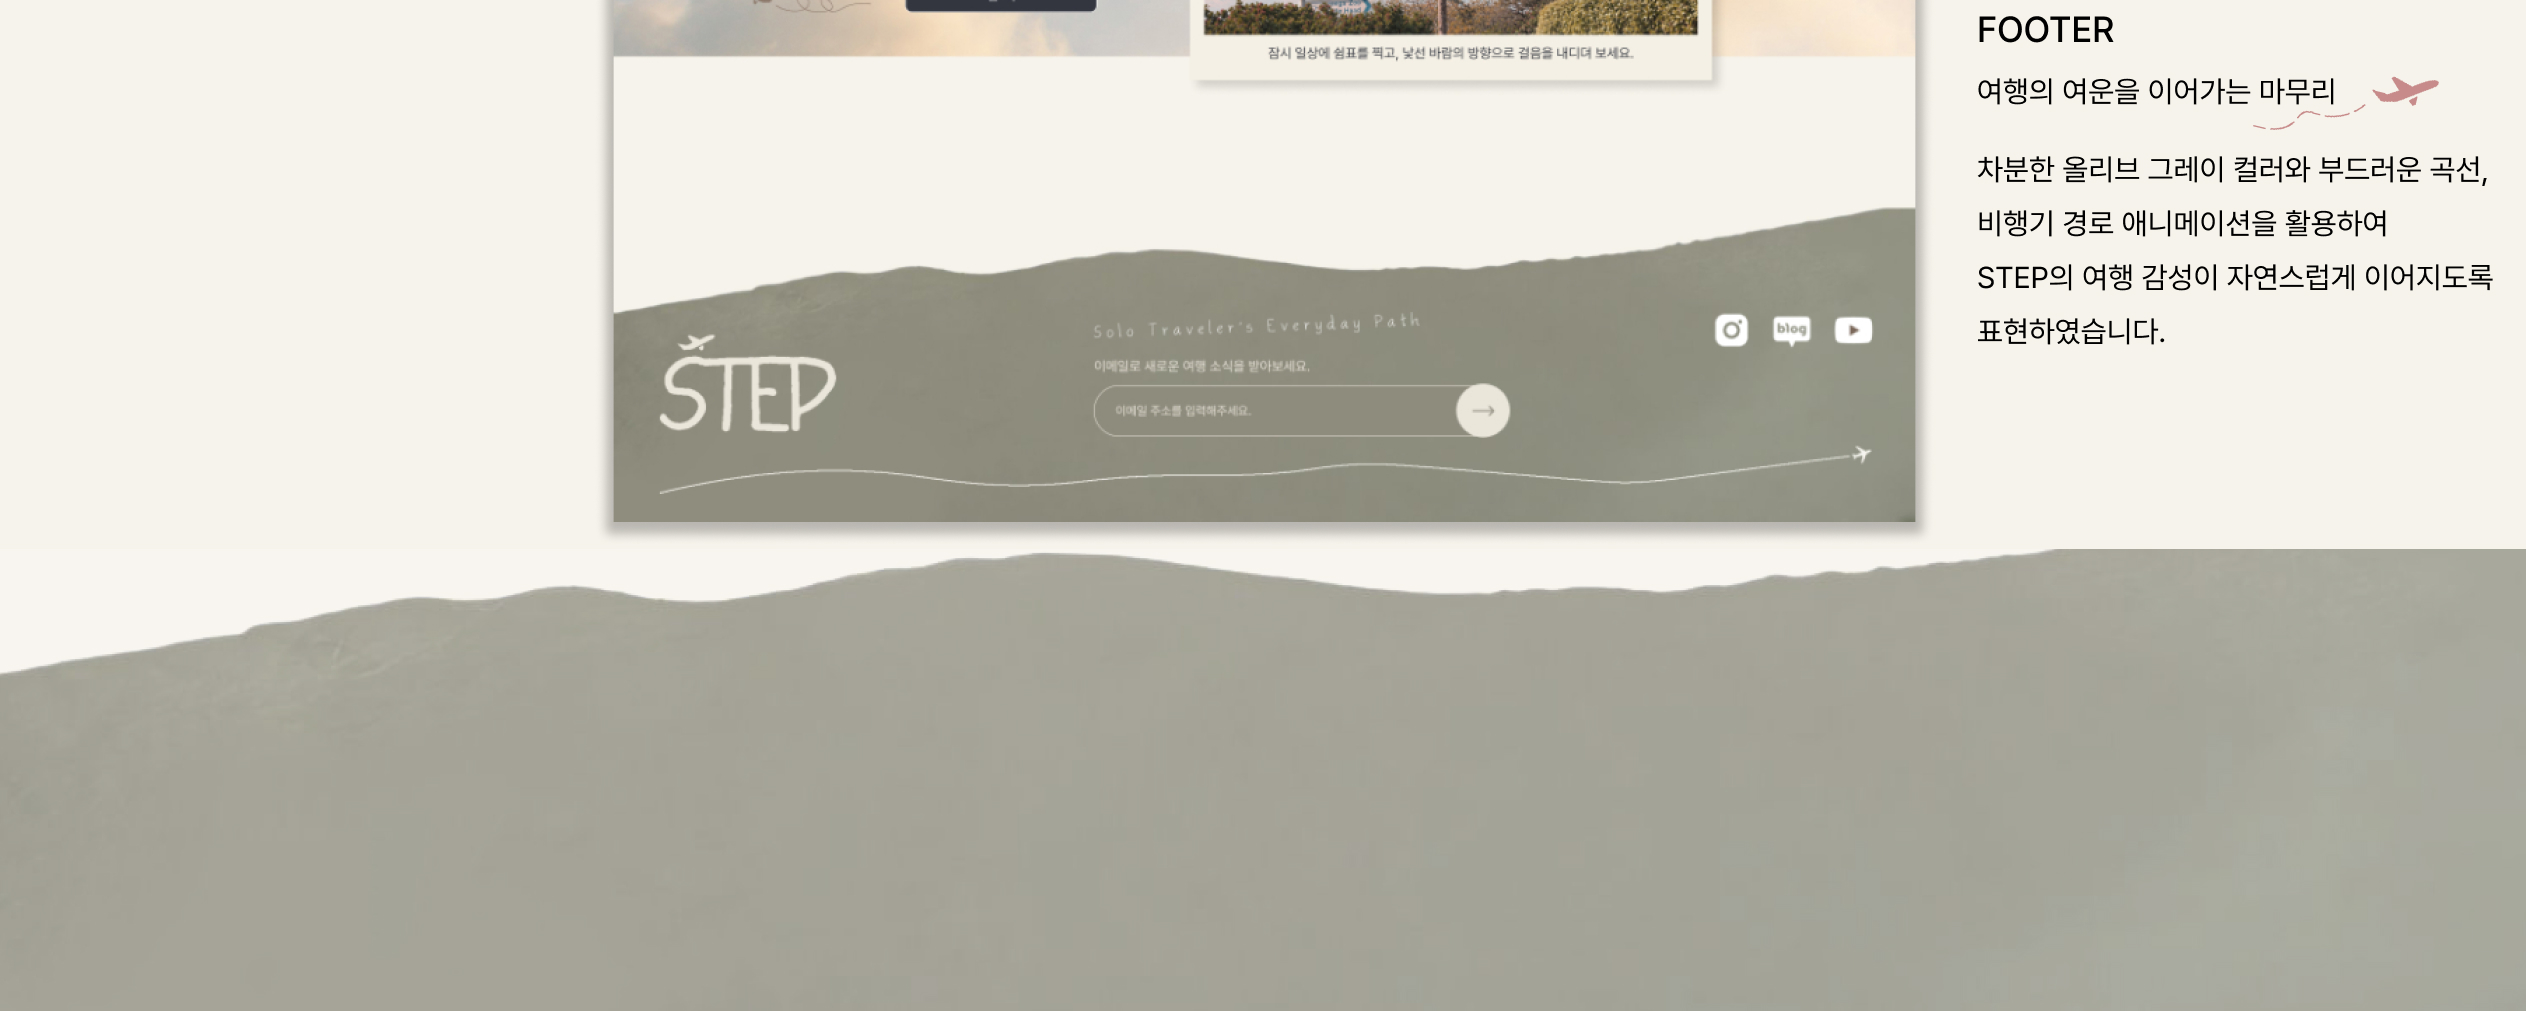 잠시 일상에 쉼표를 찍고, 낯선 바람의 방향으로 걸음을 내디뎌 보세요.
FOOTER
여행의 여운을 이어가는 마무리
차분한 올리브 그레이 컬러와 부드러운 곡선,
비행기 경로 애니메이션을 활용하여
STEP의 여행 감성이 자연스럽게 이어지도록
표현하였습니다.
STEP
Solo Traveler's Everyday Path
이메일로 새로운 여행 소식을 받아보세요.
이메일 주소를 입력해주세요.
blog